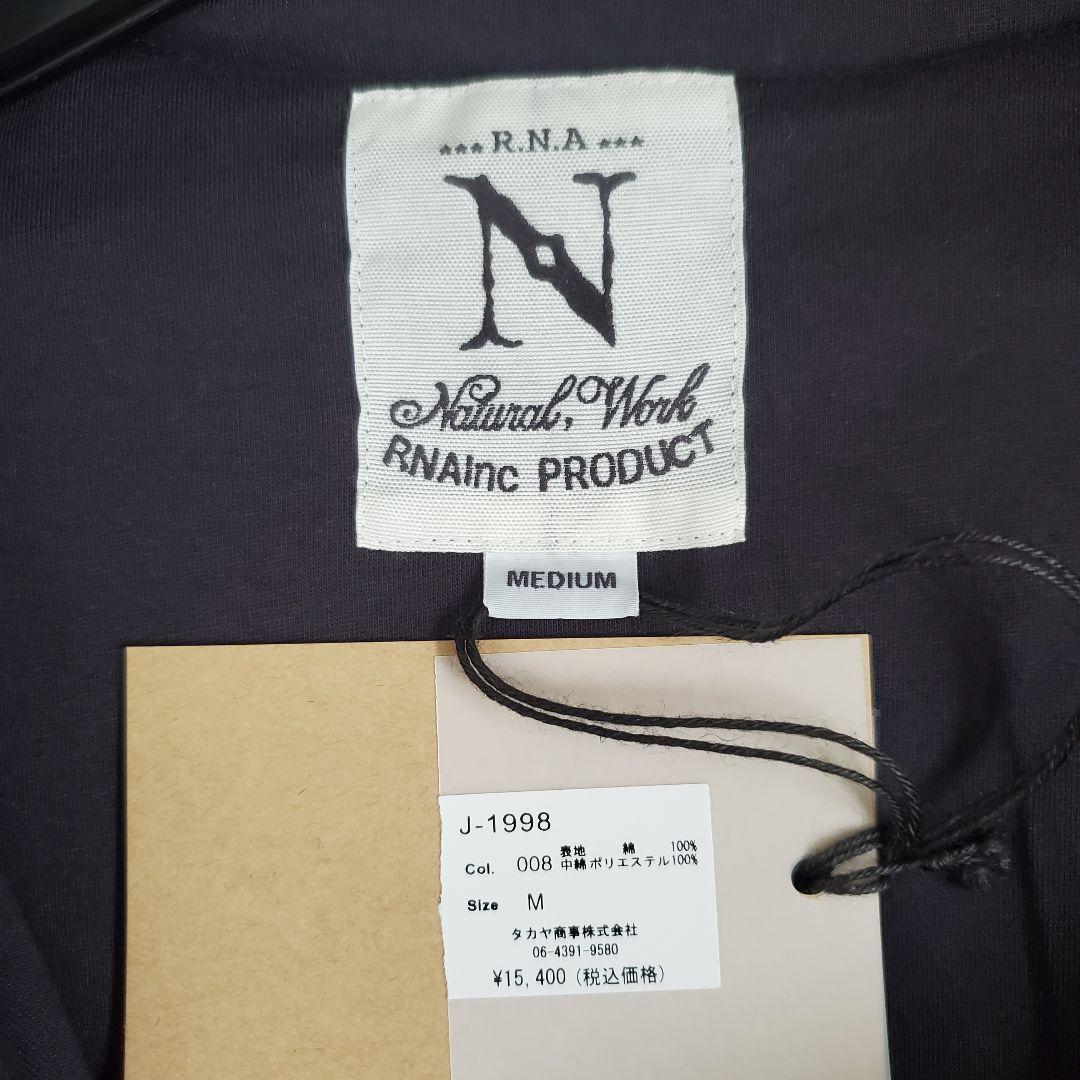 *** R.N.A ***
N
Natural, Work
RNAInc PRODUCT
MEDIUM
J-1998
Col. 008 表地 綿 100%
中綿 ポリエステル100%
Size M
タカヤ商事株式会社
06-4391-9580
¥15,400 (税込価格)